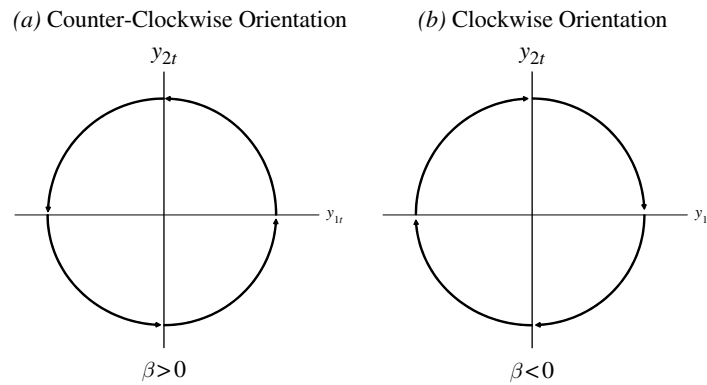 (a) Counter-Clockwise Orientation
(b) Clockwise Orientation
y2t
y2t
y1t
y1
β>0
β<0